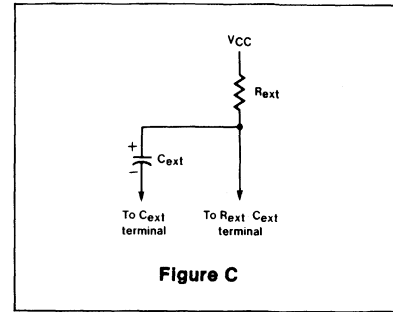 VCC
Rext
+
Cext
−
To Cext
terminal
To Rext Cext
terminal
Figure C